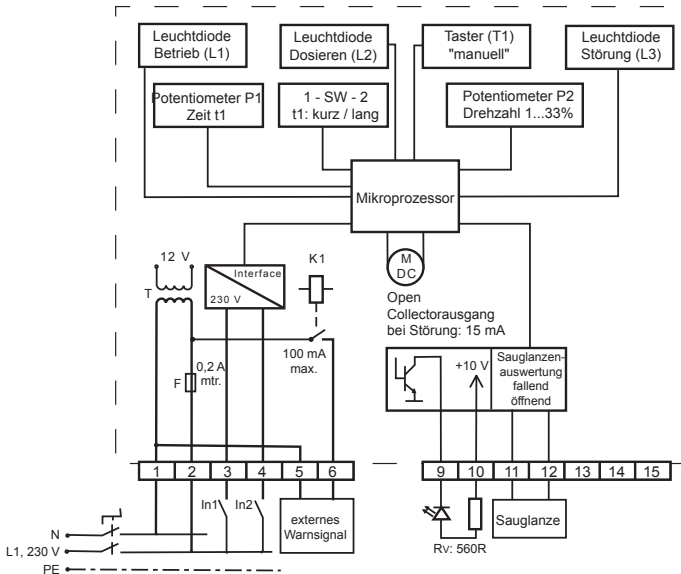 Leuchtdiode
Betrieb (L1)
Leuchtdiode
Dosieren (L2)
Taster (T1)
"manuell"
Leuchtdiode
Störung (L3)
Potentiometer P1
Zeit t1
1 - SW - 2
t1: kurz / lang
Potentiometer P2
Drehzahl 1...33%
Mikroprozessor
12 V
T
Interface
230 V
K1
M
DC
Open
Collectorausgang
bei Störung: 15 mA
100 mA
max.
F
0,2 A
mtr.
+10 V
Sauglanzen-
auswertung
fallend
öffnend
1 2 3 4 5 6
9 10 11 12 13 14 15
In1 In2
externes
Warnsignal
Sauglanze
RV: 560R
N
L1, 230 V
PE